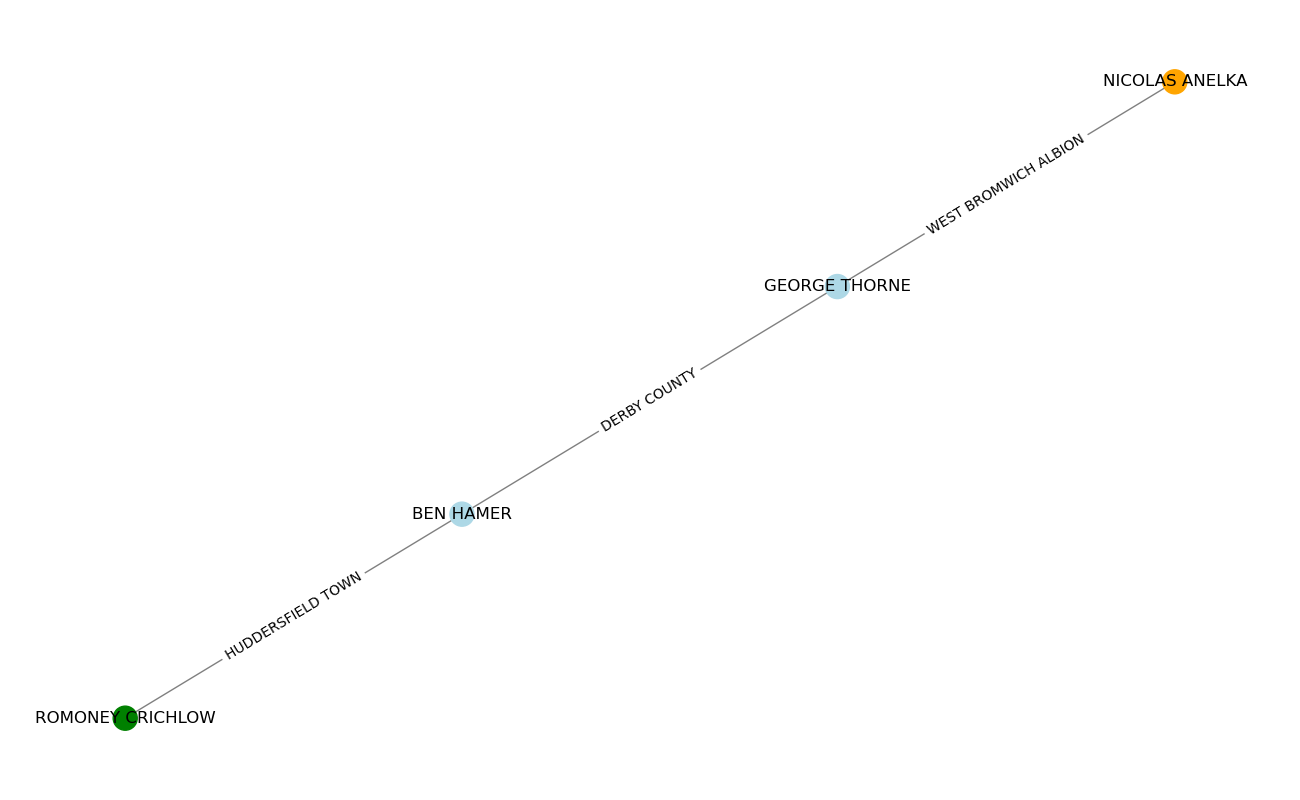 NICOLAS ANELKA
WEST BROMWICH ALBION
GEORGE THORNE
DERBY COUNTY
BEN HAMER
HUDDERSFIELD TOWN
ROMONEY CRICHLOW